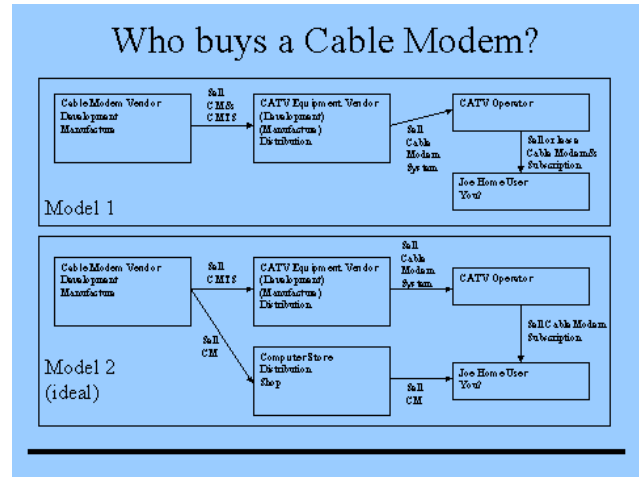 Who buys a Cable Modem?
Cable Modem Vendor
Development
Manufacture
Sell
CM&
CMTS
CATV Equipment Vendor
(Development)
(Manufacture)
Distribution
Sell
Cable
Modem
System
CATV Operator
Sell or lease
Cable Modem&
Subscription
Joe Home User
You?
Model 1
Cable Modem Vendor
Development
Manufacture
Sell
CMTS
CATV Equipment Vendor
(Development)
(Manufacture)
Distribution
Sell
Cable
Modem
System
CATV Operator
Sell Cable Modem
Subscription
Sell
CM
Computer Store
Distribution
Shop
Sell
CM
Joe Home User
You?
Model 2
(ideal)